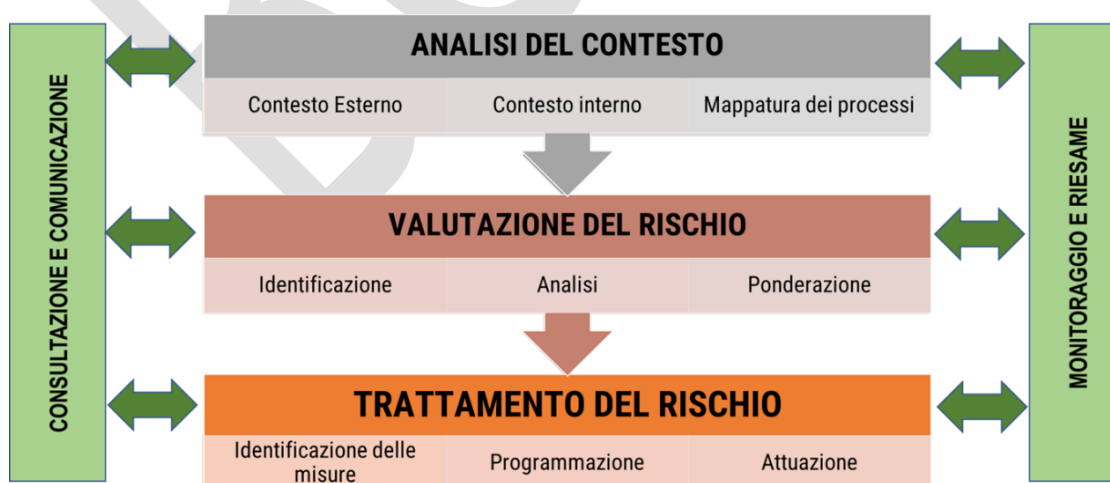 CONSULTAZIONE E COMUNICAZIONE
ANALISI DEL CONTESTO
Contesto Esterno
Contesto interno
Mappatura dei processi
VALUTAZIONE DEL RISCHIO
Identificazione
Analisi
Ponderazione
TRATTAMENTO DEL RISCHIO
Identificazione delle
misure
Programmazione
Attuazione
MONITORAGGIO E RIESAME